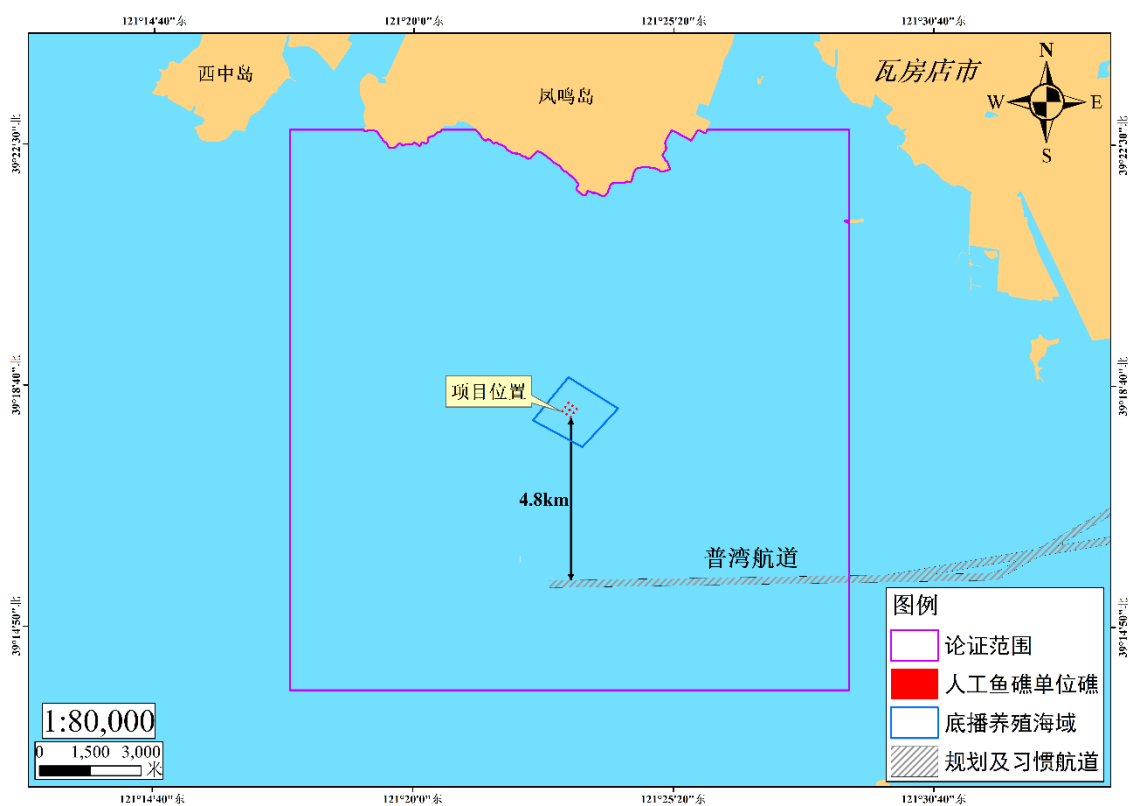 121°14'40"东
121°20'0"东
121°25'20"东
121°30'40"东
西中岛
凤鸣岛
瓦房店市
N
W
E
S
39°22'30"北
39°22'30"北
39°18'40"北
39°18'40"北
项目位置
4.8km
普湾航道
39°14'50"北
39°14'50"北
图例
论证范围
人工鱼礁单位礁
底播养殖海域
规划及习惯航道
1:80,000
0 1,500 3,000
米
121°14'40"东
121°20'0"东
121°25'20"东
121°30'40"东